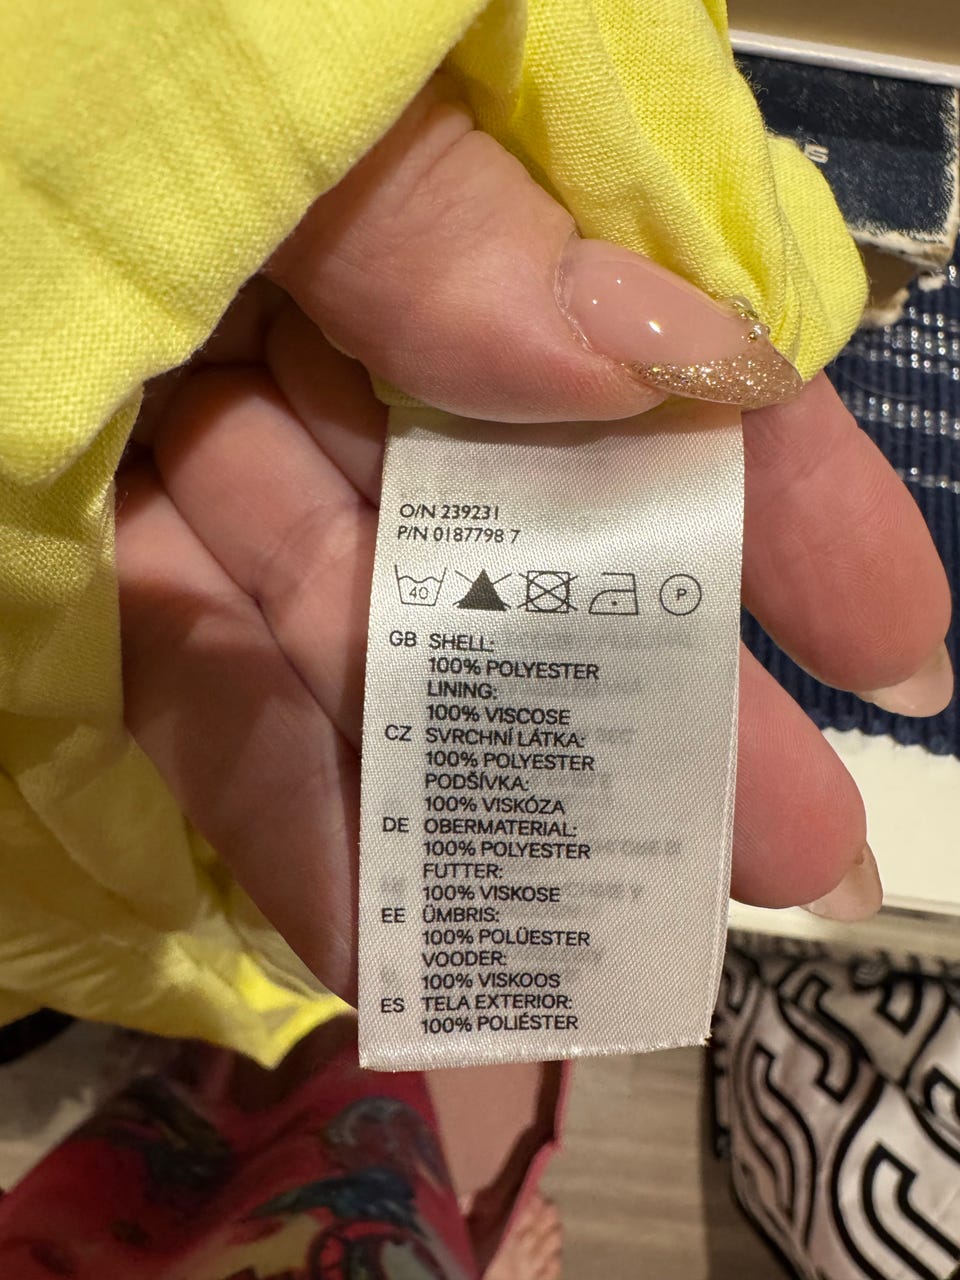 O/N 239231
P/N 0187798 7
40
P
GB SHELL:
100% POLYESTER
LINING:
100% VISCOSE
CZ SVRCHNÍ LÁTKA:
100% POLYESTER
PODŠÍVKA:
100% VISKÓZA
DE OBERMATERIAL:
100% POLYESTER
FUTTER:
100% VISKOSE
EE ÜMBRIS:
100% POLÜESTER
VOODER:
100% VISKOOS
ES TELA EXTERIOR:
100% POLIÉSTER